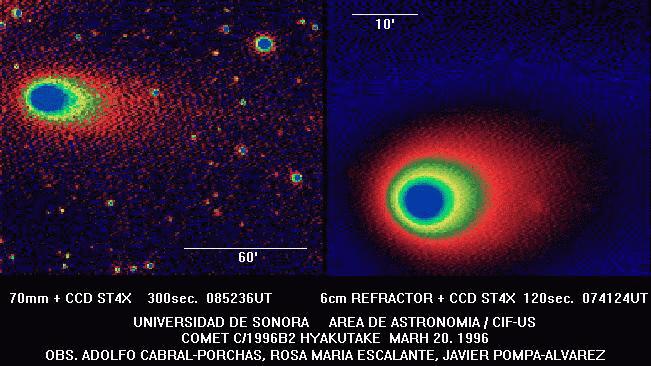 10'
60'
70mm + CCD ST4X 300sec. 085236UT
6cm REFRACTOR + CCD ST4X 120sec. 074124UT
UNIVERSIDAD DE SONORA AREA DE ASTRONOMIA / CIF-US
COMET C/1996B2 HYAKUTAKE MARH 20. 1996
OBS. ADOLFO CABRAL-PORCHAS, ROSA MARIA ESCALANTE, JAVIER POMPA-ALVAREZ